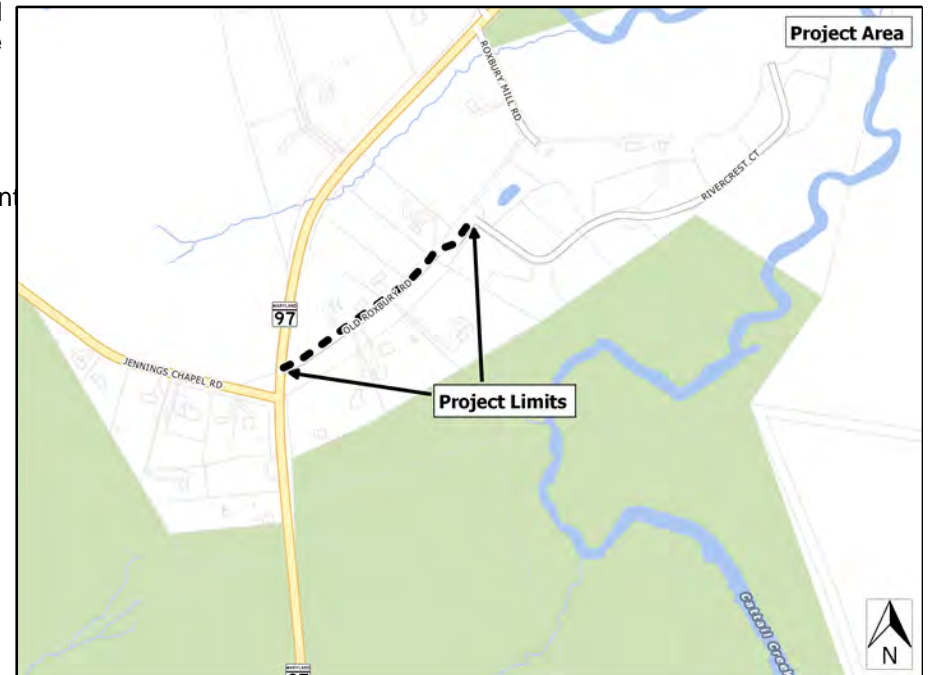 Project Area
ROXBURY MILL RD
RIVERCREST CT
MARYLAND
97
OLD ROXBURY RD
JENNINGS CHAPEL RD
Project Limits
Cattail Creek
MARYLAND
97
N